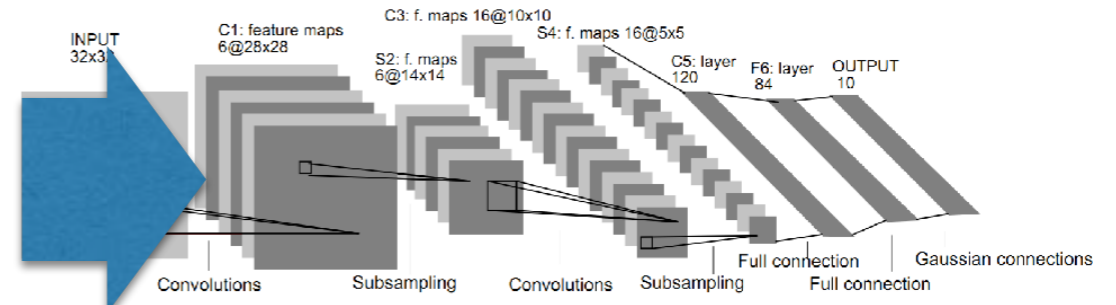 INPUT
C1: feature maps
6@28x28
S2: f. maps
6@14x14
C3: f. maps 16@10x10
S4: f. maps 16@5x5
C5: layer
120
F6: layer
84
OUTPUT
10
Convolutions
Subsampling
Convolutions
Subsampling
Full connection
Full connection
Gaussian connections